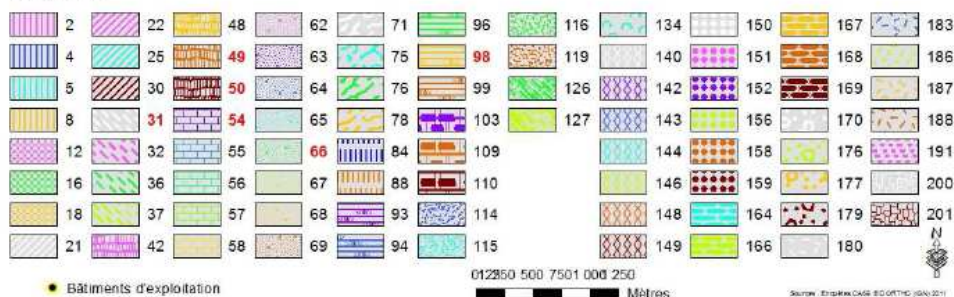 2 22 48 62 71 96 116 134 150 167 183
4 25 49 63 75 98 119 140 151 168 186
5 30 50 64 76 99 126 142 152 169 187
8 31 54 65 78 103 127 143 156 170 188
12 32 55 66 84 109 144 158 176 191
16 36 56 67 88 110 146 159 177 200
18 37 57 68 93 114 148 164 179 201
21 42 58 69 94 115 149 166 180
N
Bâtiments d'exploitation
500 750 1 000 1 250
Mètres